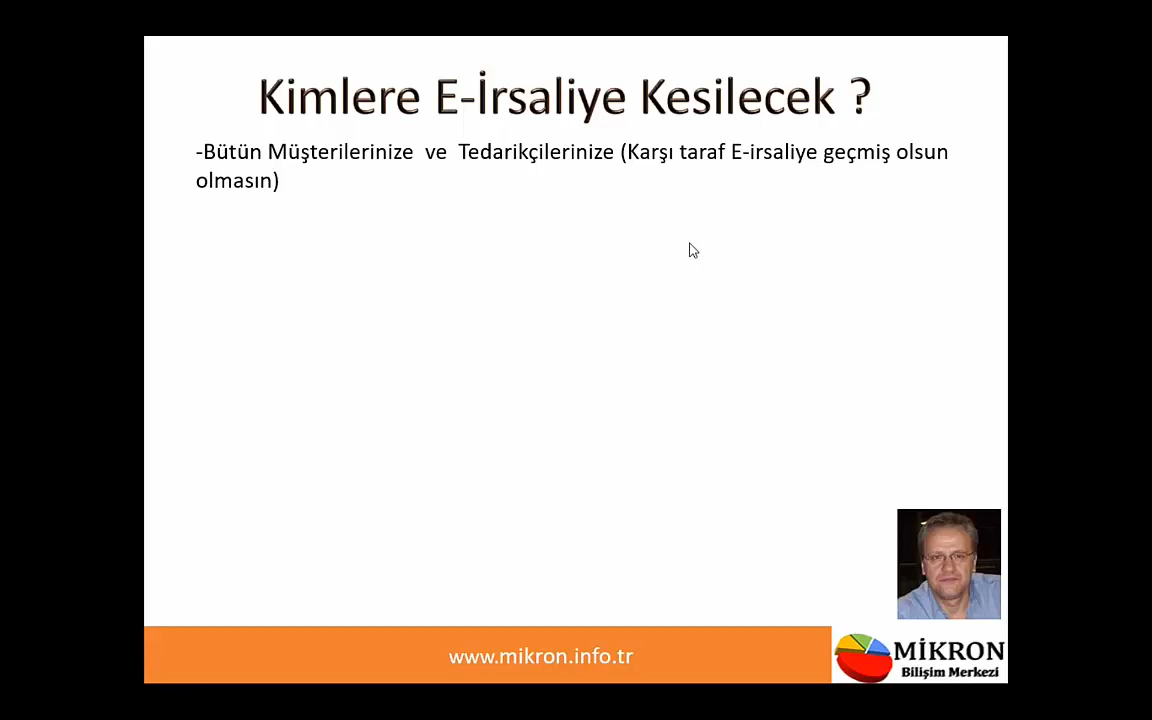 Kimlere E-İrsaliye Kesilecek ?
-Bütün Müşterilerinize ve Tedarikçilerinize (Karşı taraf E-irsaliye geçmiş olsun
olmasın)
www.mikron.info.tr
MİKRON
Bilişim Merkezi